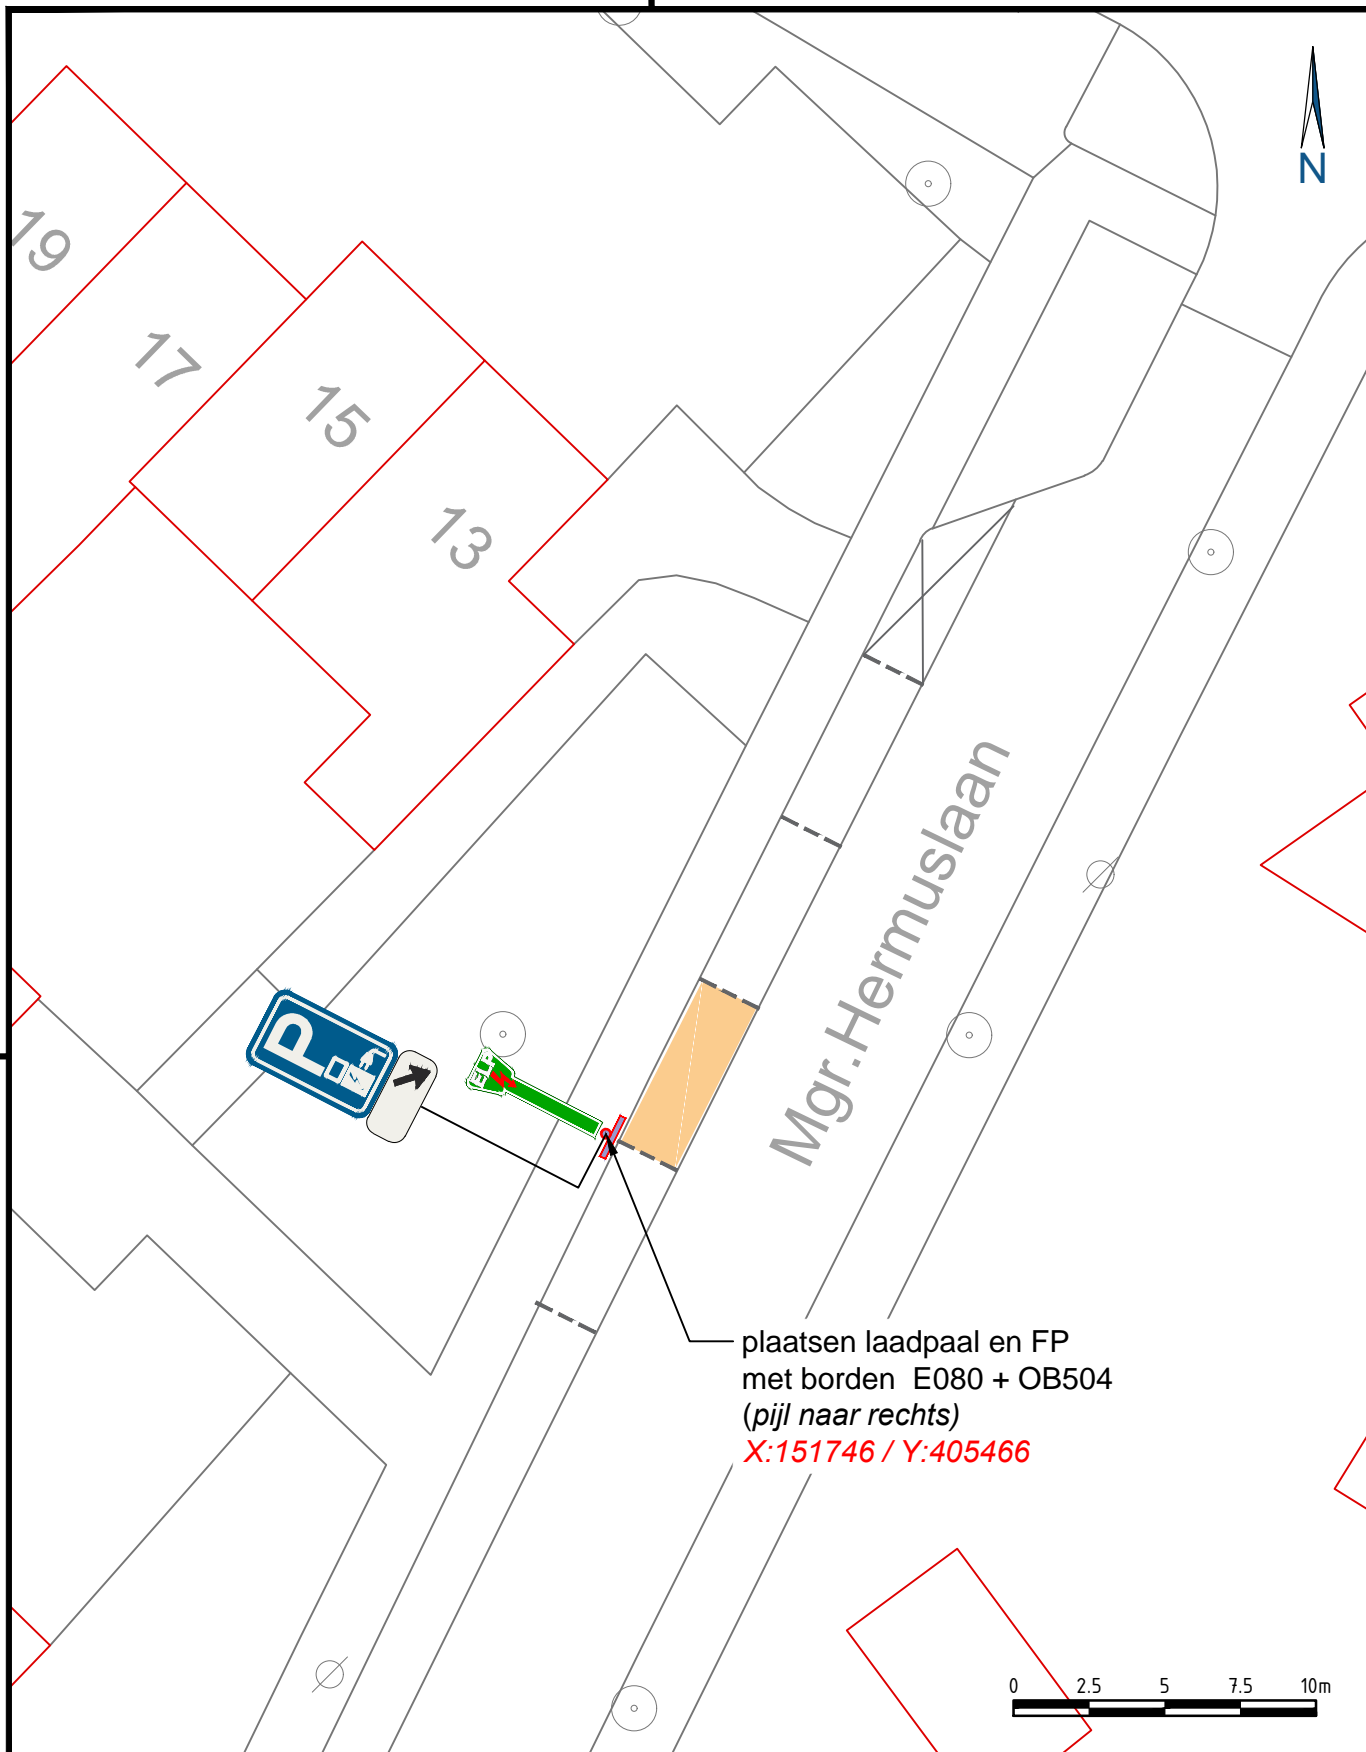 N
19
17
15
13
P
ELP
Mgr.Hermuslaan
plaatsen laadpaal en FP
met borden E080 + OB504
(pijl naar rechts)
X:151746 / Y:405466
0 2.5 5 7.5 10m